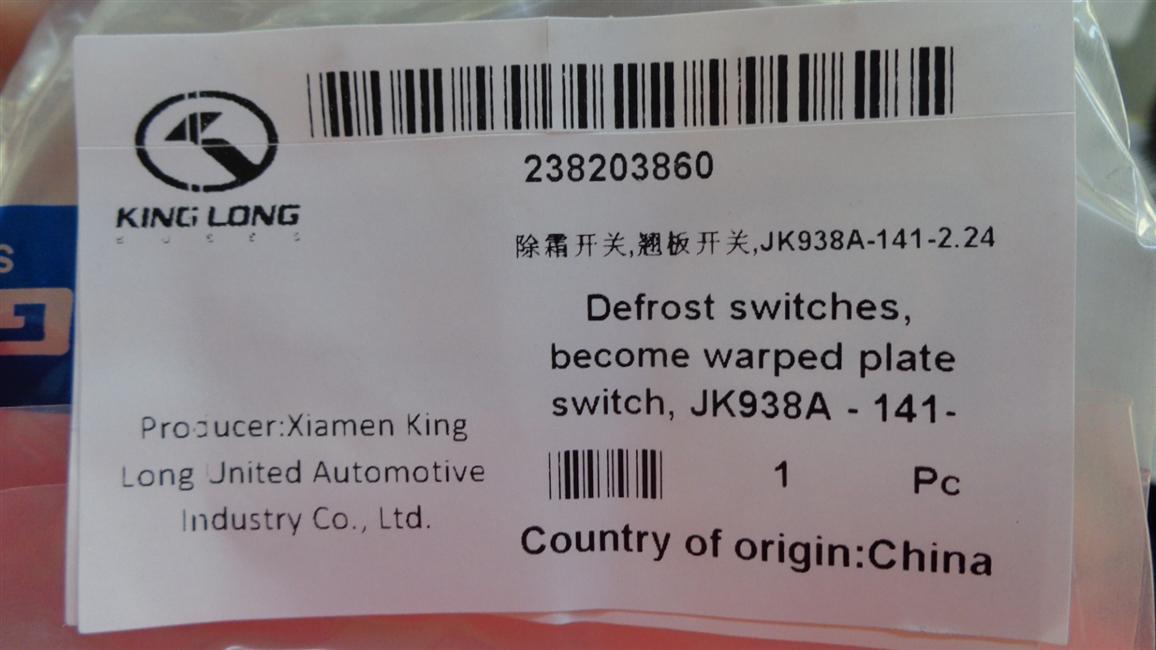 KING LONG
238203860
除霜开关,翘板开关,JK938A-141-2.24
Defrost switches,
become warped plate
switch, JK938A - 141-
1 Pc
Country of origin:China
Producer:Xiamen King
Long United Automotive
Industry Co., Ltd.
S
G